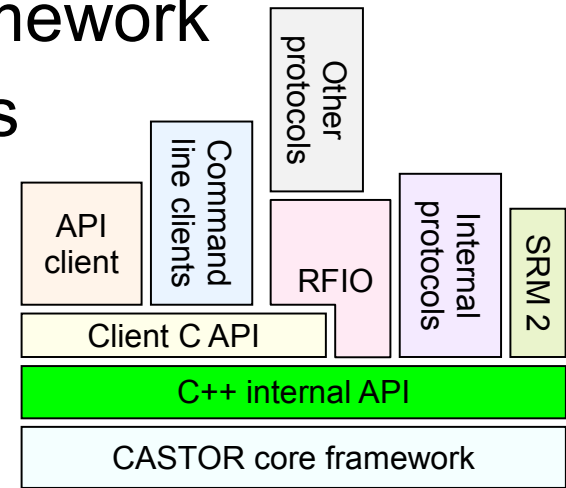 Other
protocols
Command
line clients
API
client
RFIO
Internal
protocols
SRM 2
Client C API
C++ internal API
CASTOR core framework